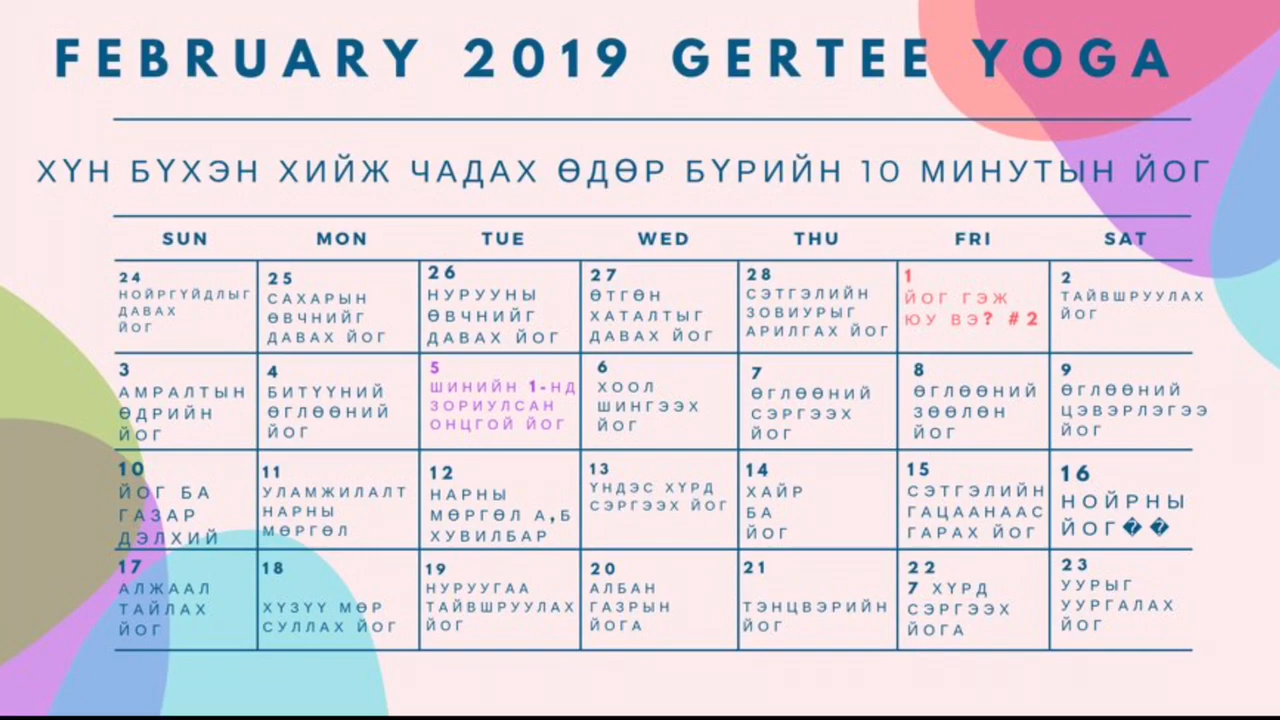 FEBRUARY 2019 GERTEE YOGA
ХҮН БҮХЭН ХИЙЖ ЧАДАХ ӨДӨР БҮРИЙН 10 МИНУТЫН ЙОГ
SUN MON TUE WED THU FRI SAT
24
НОЙРГҮЙДЛЫГ
ДАВАХ
ЙОГ
25
САХАРЫН
ӨВЧНИЙГ
ДАВАХ ЙОГ
26
НУРУУНЫ
ӨВЧНИЙГ
ДАВАХ ЙОГ
27
ӨТГӨН
ХАТАЛТЫГ
ДАВАХ ЙОГ
28
СЭТГЭЛИЙН
ЗОВИУРЫГ
АРИЛГАХ ЙОГ
1
ЙОГ ГЭЖ
ЮУ ВЭ? #2
2
ТАЙВШРУУЛАХ
ЙОГ
3
АМРАЛТЫН
ӨДРИЙН
ЙОГ
4
БИТҮҮНИЙ
ӨГЛӨӨНИЙ
ЙОГ
5
ШИНИЙН 1-НД
ЗОРИУЛСАН
ОНЦГОЙ ЙОГ
6
ХООЛ
ШИНГЭЭХ
ЙОГ
7
ӨГЛӨӨНИЙ
СЭРГЭЭХ
ЙОГ
8
ӨГЛӨӨНИЙ
ЗӨӨЛӨН
ЙОГ
9
ӨГЛӨӨНИЙ
ЦЭВЭРЛЭГЭЭ
ЙОГ
10
ЙОГ БА
ГАЗАР
ДЭЛХИЙ
11
УЛАМЖИЛАЛТ
НАРНЫ
МӨРГӨЛ
12
НАРНЫ
МӨРГӨЛ А,Б
ХУВИЛБАР
13
ҮНДЭС ХҮРД
СЭРГЭЭХ ЙОГ
14
ХАЙР
БА
ЙОГ
15
СЭТГЭЛИЙН
ГАЦААНААС
ГАРАХ ЙОГ
16
НОЙРНЫ
ЙОГ��
17
АЛЖААЛ
ТАЙЛАХ
ЙОГ
18
ХҮЗҮҮ МӨР
СУЛЛАХ ЙОГ
19
НУРУУГАА
ТАЙВШРУУЛАХ
ЙОГ
20
АЛБАН
ГАЗРЫН
ЙОГА
21
ТЭНЦВЭРИЙН
ЙОГ
22
7 ХҮРД
СЭРГЭЭХ
ЙОГА
23
УУРЫГ
УУРГАЛАХ
ЙОГ